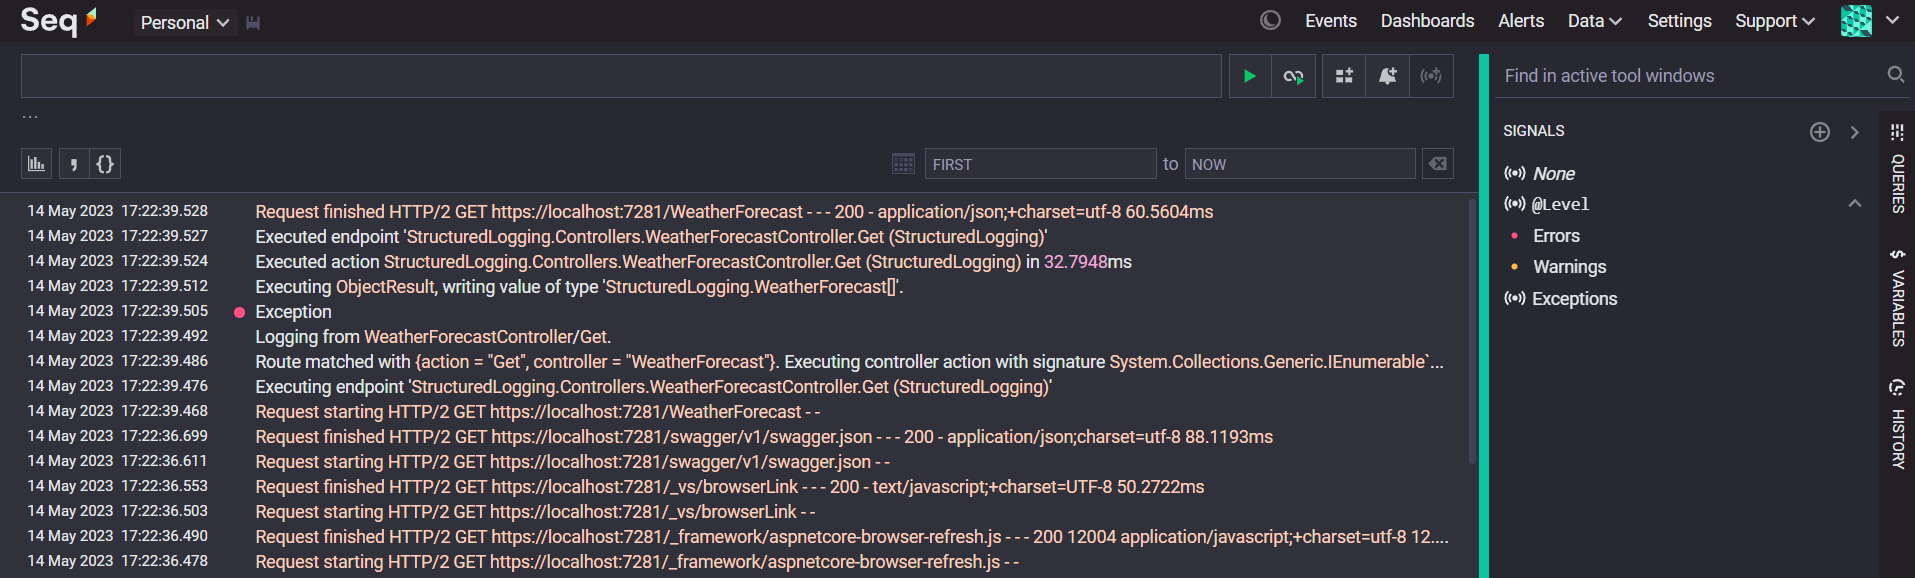 Seq Personal Events Dashboards Alerts Data Settings Support
Find in active tool windows
...
FIRST to NOW
14 May 2023 17:22:39.528 Request finished HTTP/2 GET https://localhost:7281/WeatherForecast - - - 200 - application/json;+charset=utf-8 60.5604ms
14 May 2023 17:22:39.527 Executed endpoint 'StructuredLogging.Controllers.WeatherForecastController.Get (StructuredLogging)'
14 May 2023 17:22:39.524 Executed action StructuredLogging.Controllers.WeatherForecastController.Get (StructuredLogging) in 32.7948ms
14 May 2023 17:22:39.512 Executing ObjectResult, writing value of type 'StructuredLogging.WeatherForecast[]'.
14 May 2023 17:22:39.505 Exception
14 May 2023 17:22:39.492 Logging from WeatherForecastController/Get.
14 May 2023 17:22:39.486 Route matched with {action = "Get", controller = "WeatherForecast"}. Executing controller action with signature System.Collections.Generic.IEnumerable`...
14 May 2023 17:22:39.476 Executing endpoint 'StructuredLogging.Controllers.WeatherForecastController.Get (StructuredLogging)'
14 May 2023 17:22:39.468 Request starting HTTP/2 GET https://localhost:7281/WeatherForecast - -
14 May 2023 17:22:36.699 Request finished HTTP/2 GET https://localhost:7281/swagger/v1/swagger.json - - - 200 - application/json;charset=utf-8 88.1193ms
14 May 2023 17:22:36.611 Request starting HTTP/2 GET https://localhost:7281/swagger/v1/swagger.json - -
14 May 2023 17:22:36.553 Request finished HTTP/2 GET https://localhost:7281/_vs/browserLink - - - 200 - text/javascript;+charset=UTF-8 50.2722ms
14 May 2023 17:22:36.503 Request starting HTTP/2 GET https://localhost:7281/_vs/browserLink - -
14 May 2023 17:22:36.490 Request finished HTTP/2 GET https://localhost:7281/_framework/aspnetcore-browser-refresh.js - - - 200 12004 application/javascript;+charset=utf-8 12....
14 May 2023 17:22:36.478 Request starting HTTP/2 GET https://localhost:7281/_framework/aspnetcore-browser-refresh.js - -
SIGNALS
None
@Level
Errors
Warnings
Exceptions
QUERIES
VARIABLES
HISTORY